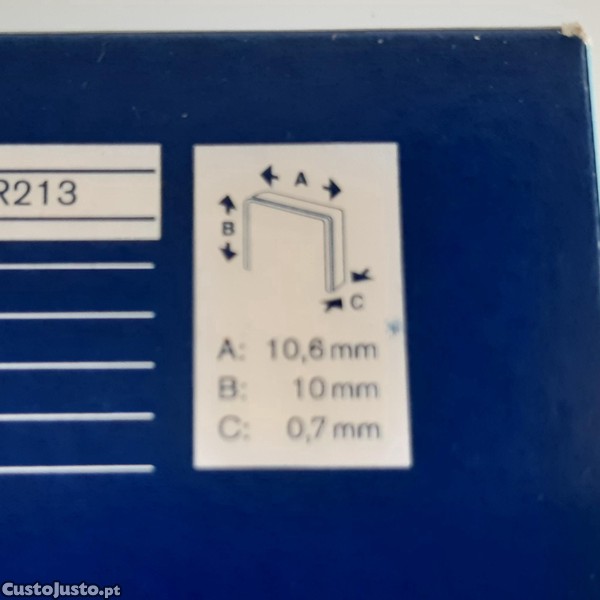 R213
A
B
C
A: 10,6 mm
B: 10 mm
C: 0,7 mm
CustoJusto.pt